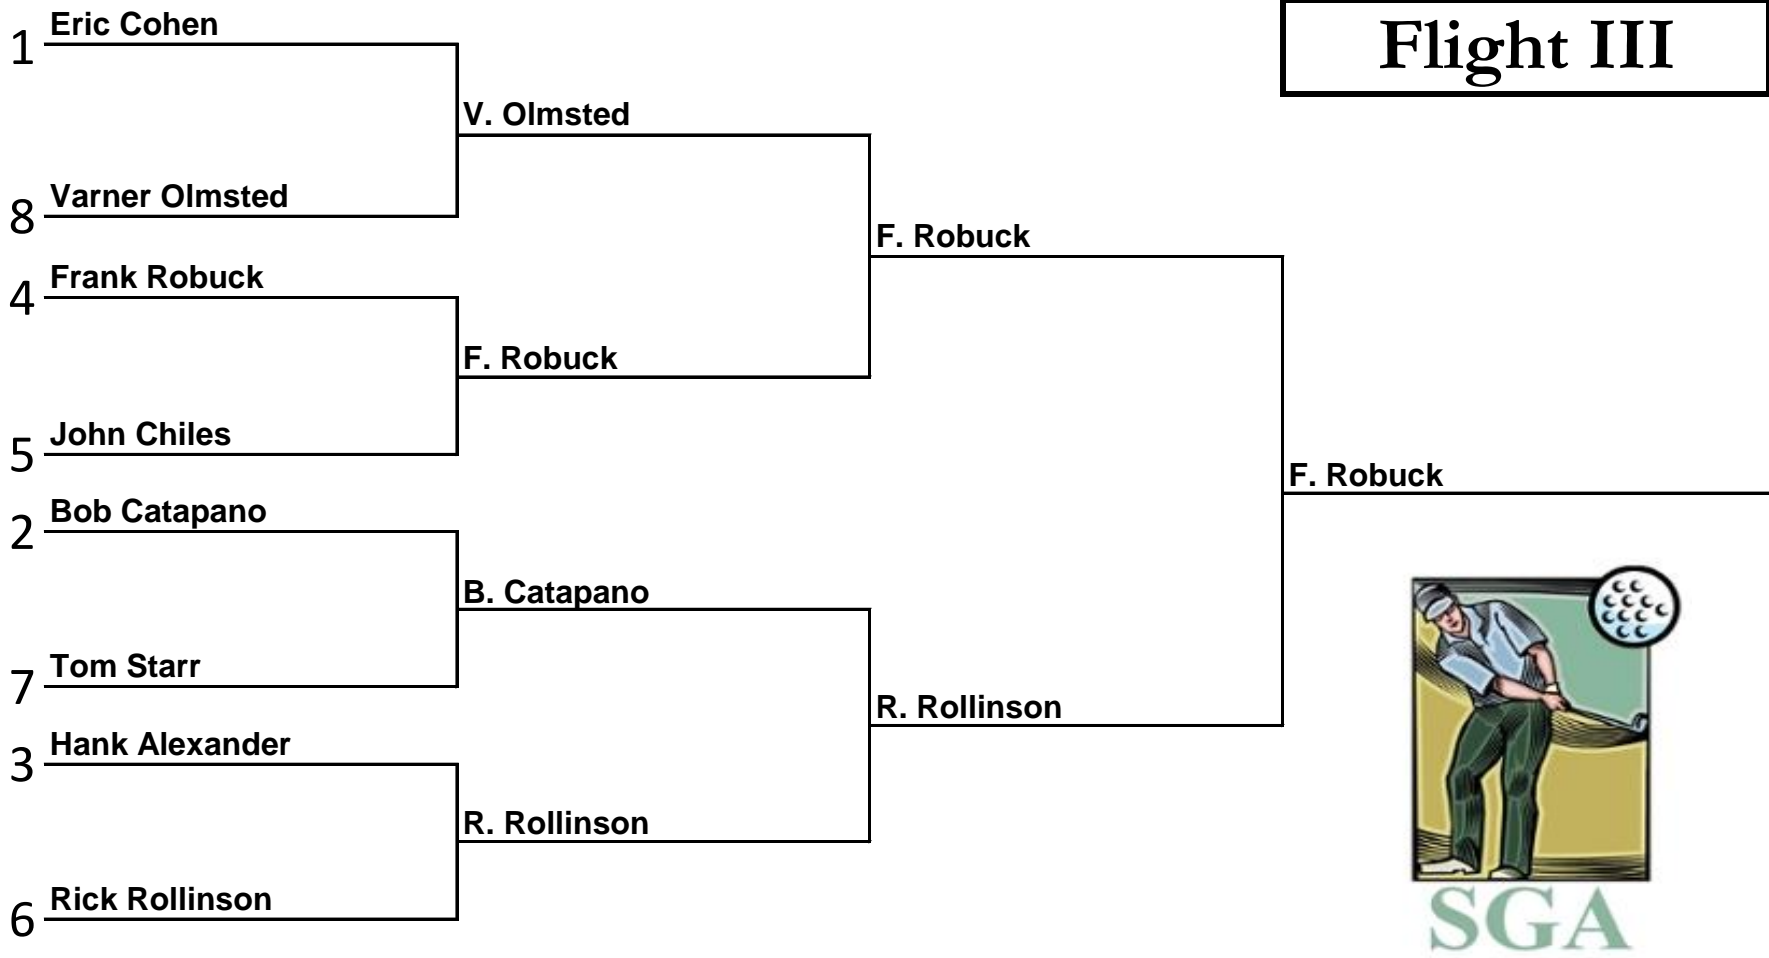 Flight III
1 Eric Cohen
V. Olmsted
8 Varner Olmsted
F. Robuck
4 Frank Robuck
F. Robuck
5 John Chiles
F. Robuck
2 Bob Catapano
B. Catapano
7 Tom Starr
R. Rollinson
3 Hank Alexander
R. Rollinson
6 Rick Rollinson
SGA